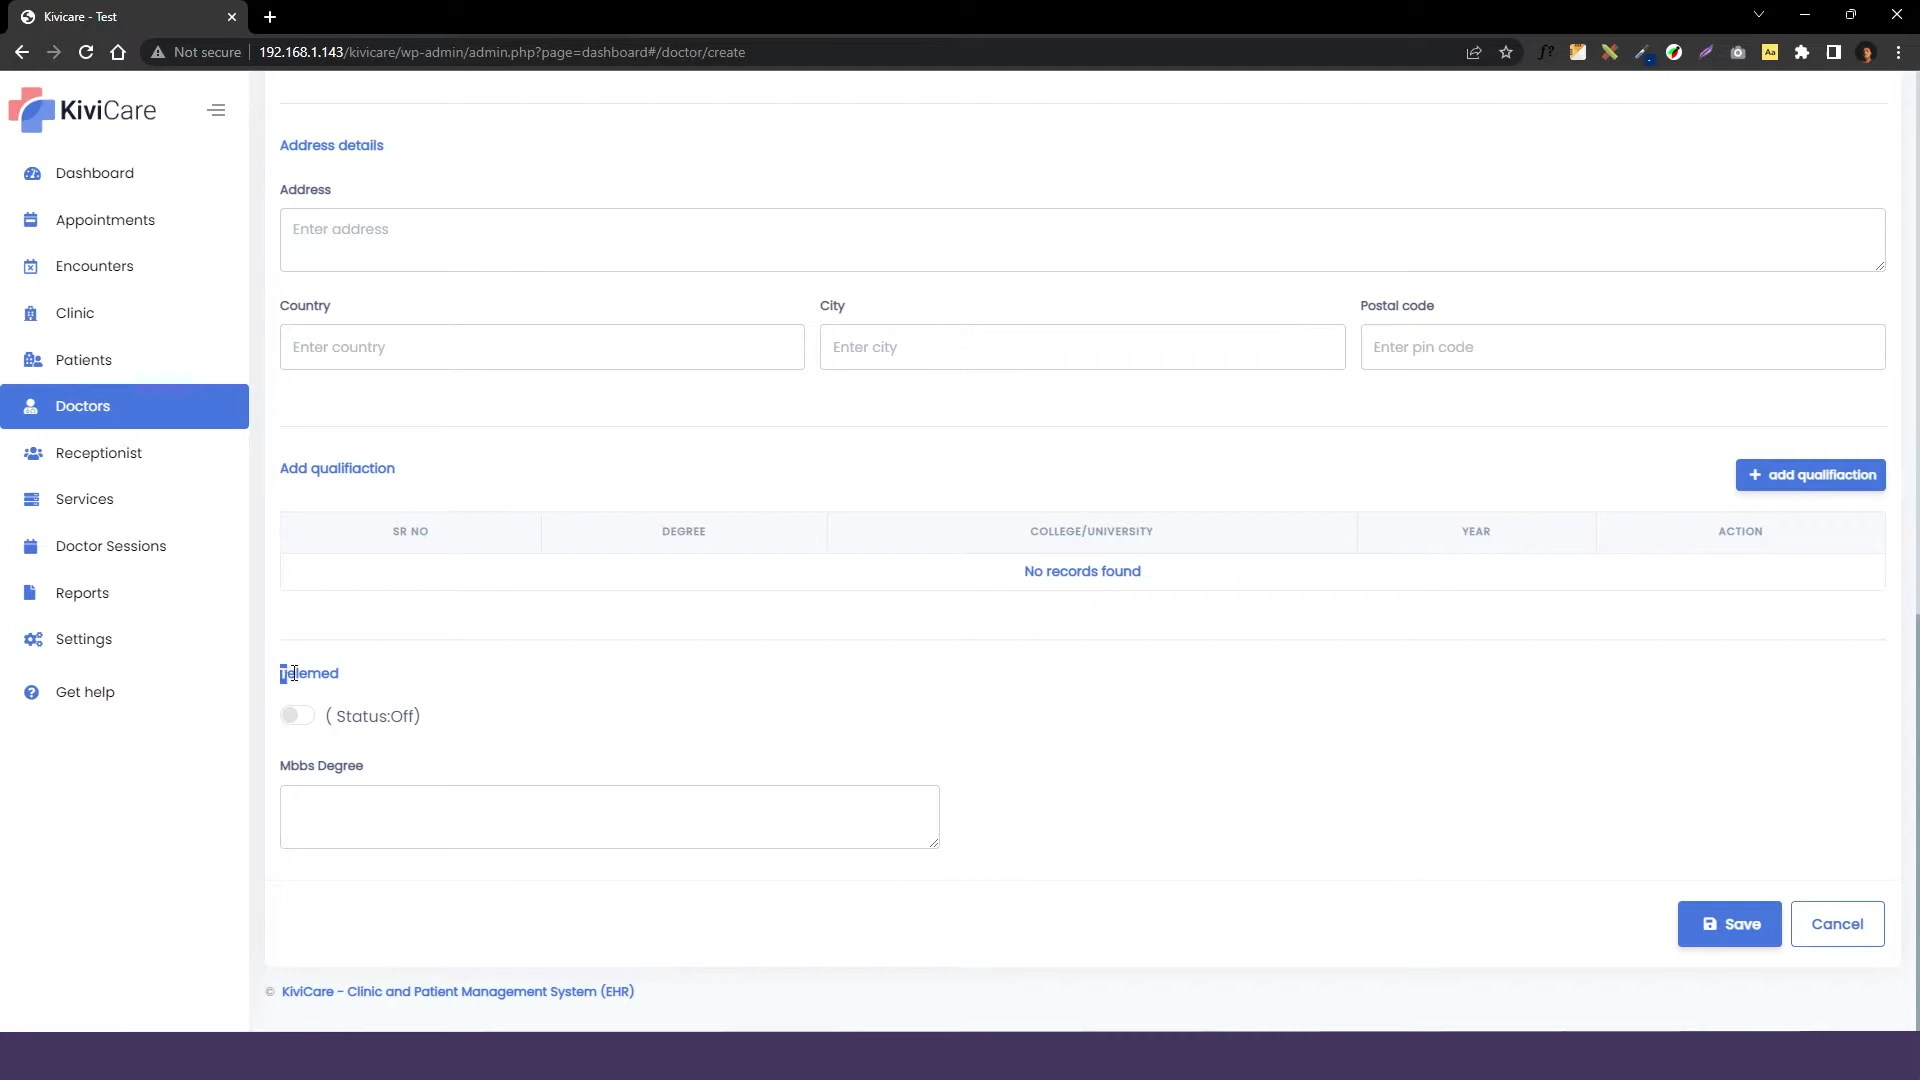 Kivicare - Test
Not secure
192.168.1.143/kivicare/wp-admin/admin.php?page=dashboard#/doctor/create
f?
Aa
KiviCare
Dashboard
Appointments
Encounters
Clinic
Patients
Doctors
Receptionist
Services
Doctor Sessions
Reports
Settings
Get help
Address details
Address
Enter address
Country
City
Postal code
Enter country
Enter city
Enter pin code
Add qualifiaction
+ add qualifiaction
SR NO
DEGREE
COLLEGE/UNIVERSITY
YEAR
ACTION
No records found
Telemed
( Status:Off)
Mbbs Degree
Save
Cancel
© KiviCare - Clinic and Patient Management System (EHR)